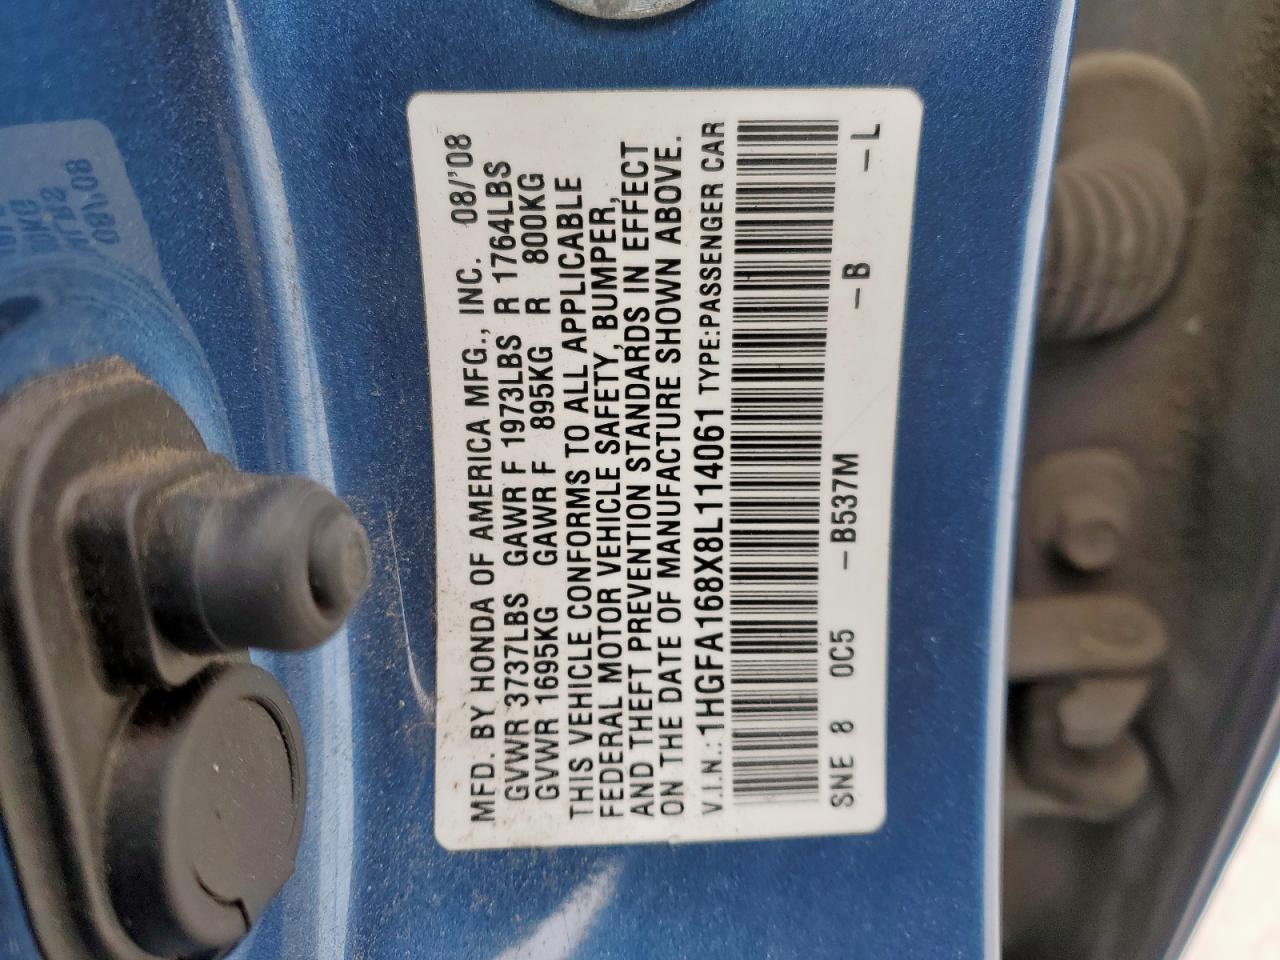 MFD. BY HONDA OF AMERICA MFG., INC. 08/'08
GVWR 3737LBS GAWR F 1973LBS R 1764LBS
GVWR 1695KG GAWR F 895KG R 800KG
THIS VEHICLE CONFORMS TO ALL APPLICABLE
FEDERAL MOTOR VEHICLE SAFETY, BUMPER,
AND THEFT PREVENTION STANDARDS IN EFFECT
ON THE DATE OF MANUFACTURE SHOWN ABOVE.
V.I.N.: 1HGFA168X8L114061 TYPE:PASSENGER CAR
SNE 8 0C5 -B537M -B -L